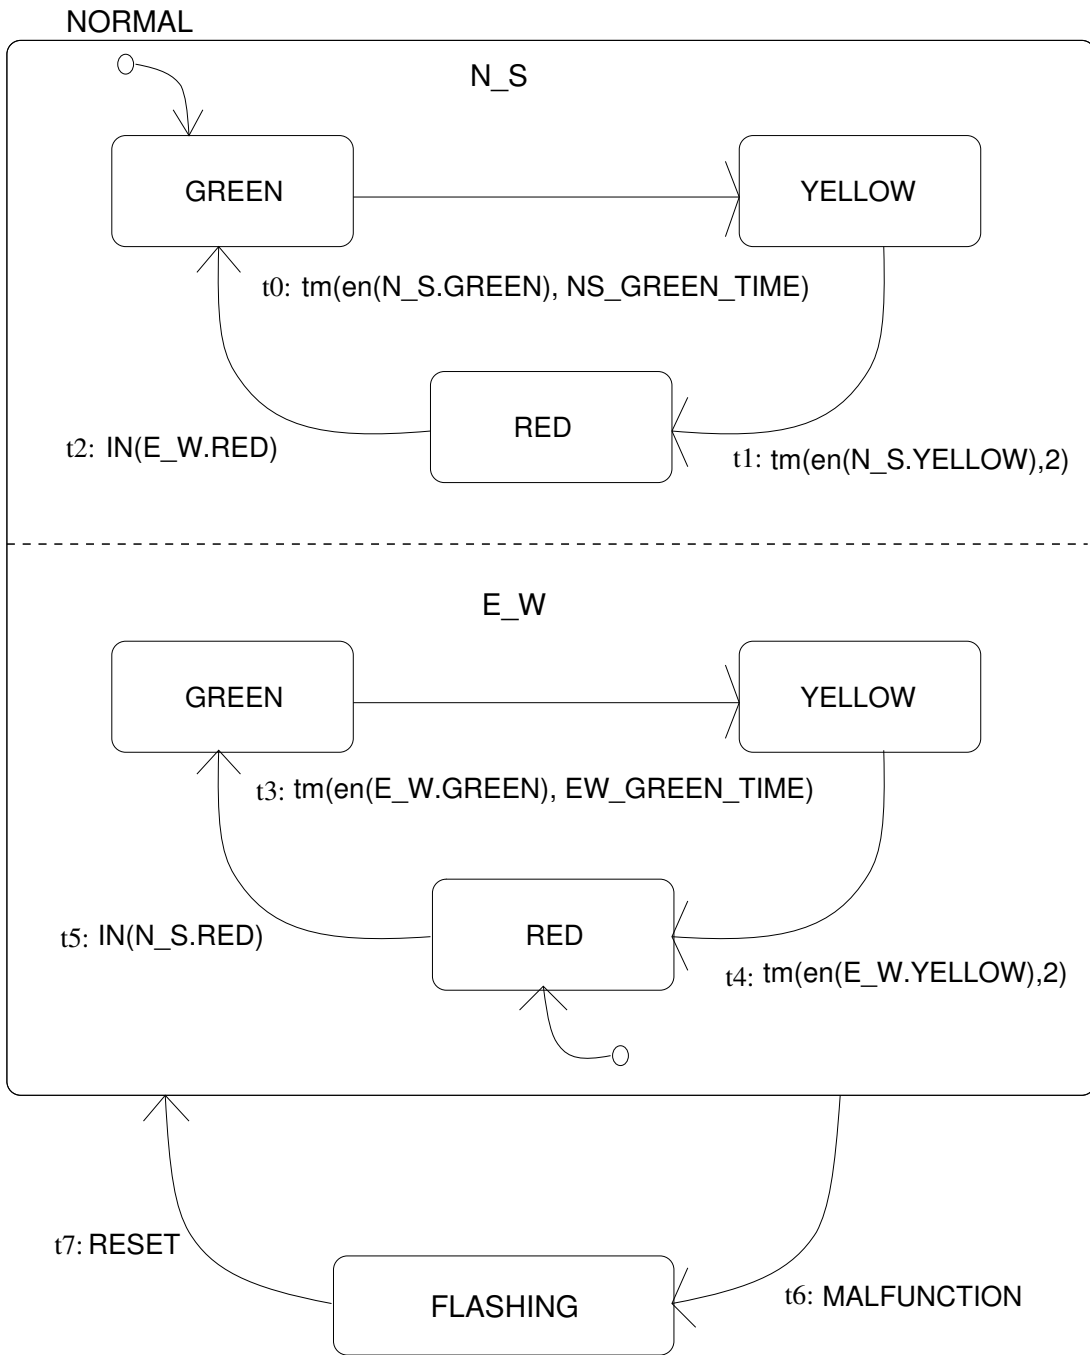 NORMAL
N_S
GREEN
YELLOW
t0: tm(en(N_S.GREEN), NS_GREEN_TIME)
RED
t2: IN(E_W.RED)
t1: tm(en(N_S.YELLOW),2)
E_W
GREEN
YELLOW
t3: tm(en(E_W.GREEN), EW_GREEN_TIME)
RED
t5: IN(N_S.RED)
t4: tm(en(E_W.YELLOW),2)
t7: RESET
FLASHING
t6: MALFUNCTION